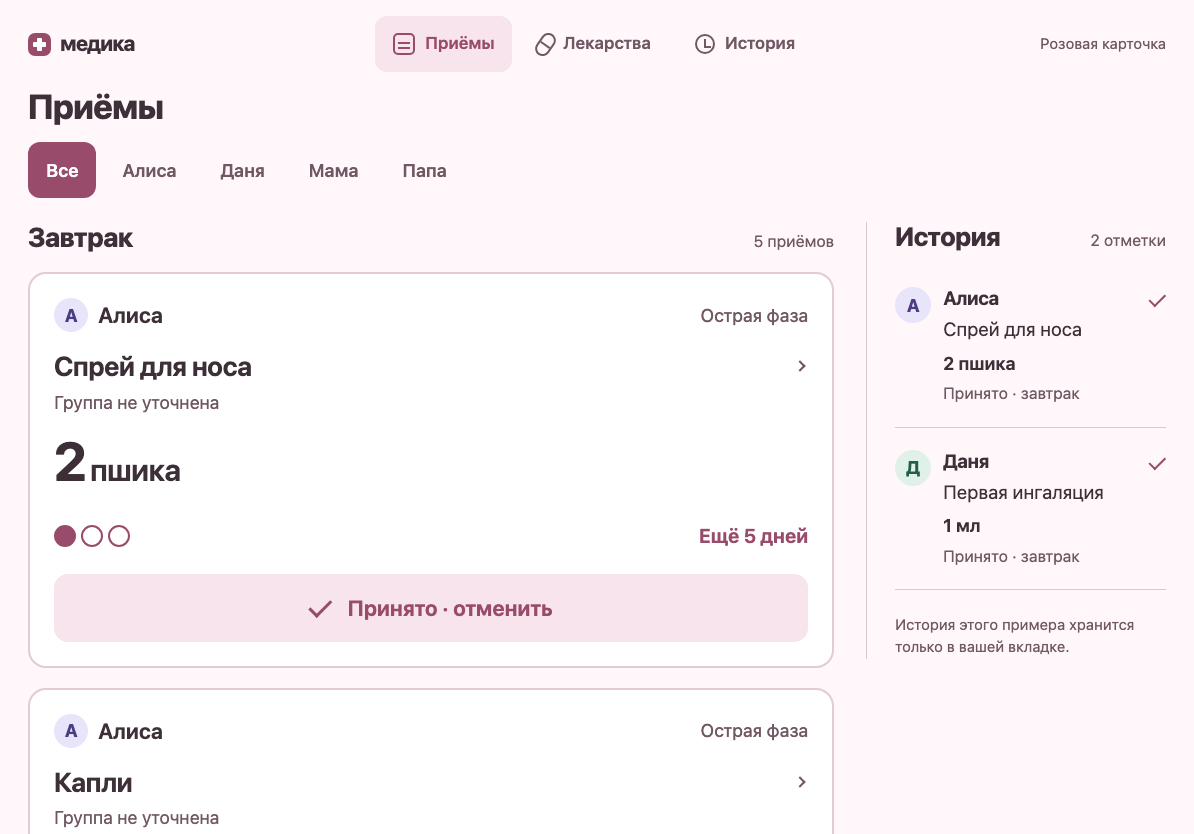 медика
Приёмы
Лекарства
История
Розовая карточка
Приёмы
Все
Алиса
Даня
Мама
Папа
Завтрак
5 приёмов
А
Алиса
Острая фаза
Спрей для носа
Группа не уточнена
2 пшика
Ещё 5 дней
Принято · отменить
А
Алиса
Острая фаза
Капли
Группа не уточнена
История
2 отметки
А
Алиса
Спрей для носа
2 пшика
Принято · завтрак
Д
Даня
Первая ингаляция
1 мл
Принято · завтрак
История этого примера хранится
только в вашей вкладке.